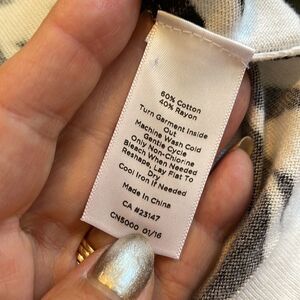 60% Cotton
40% Rayon
Turn Garment Inside
Out
Machine Wash Cold
Gentle Cycle
Only Non-Chlorine
Bleach When Needed
Reshape, Lay Flat To
Dry
Cool Iron If Needed
Made In China
CA #23147
CN5000 01/16